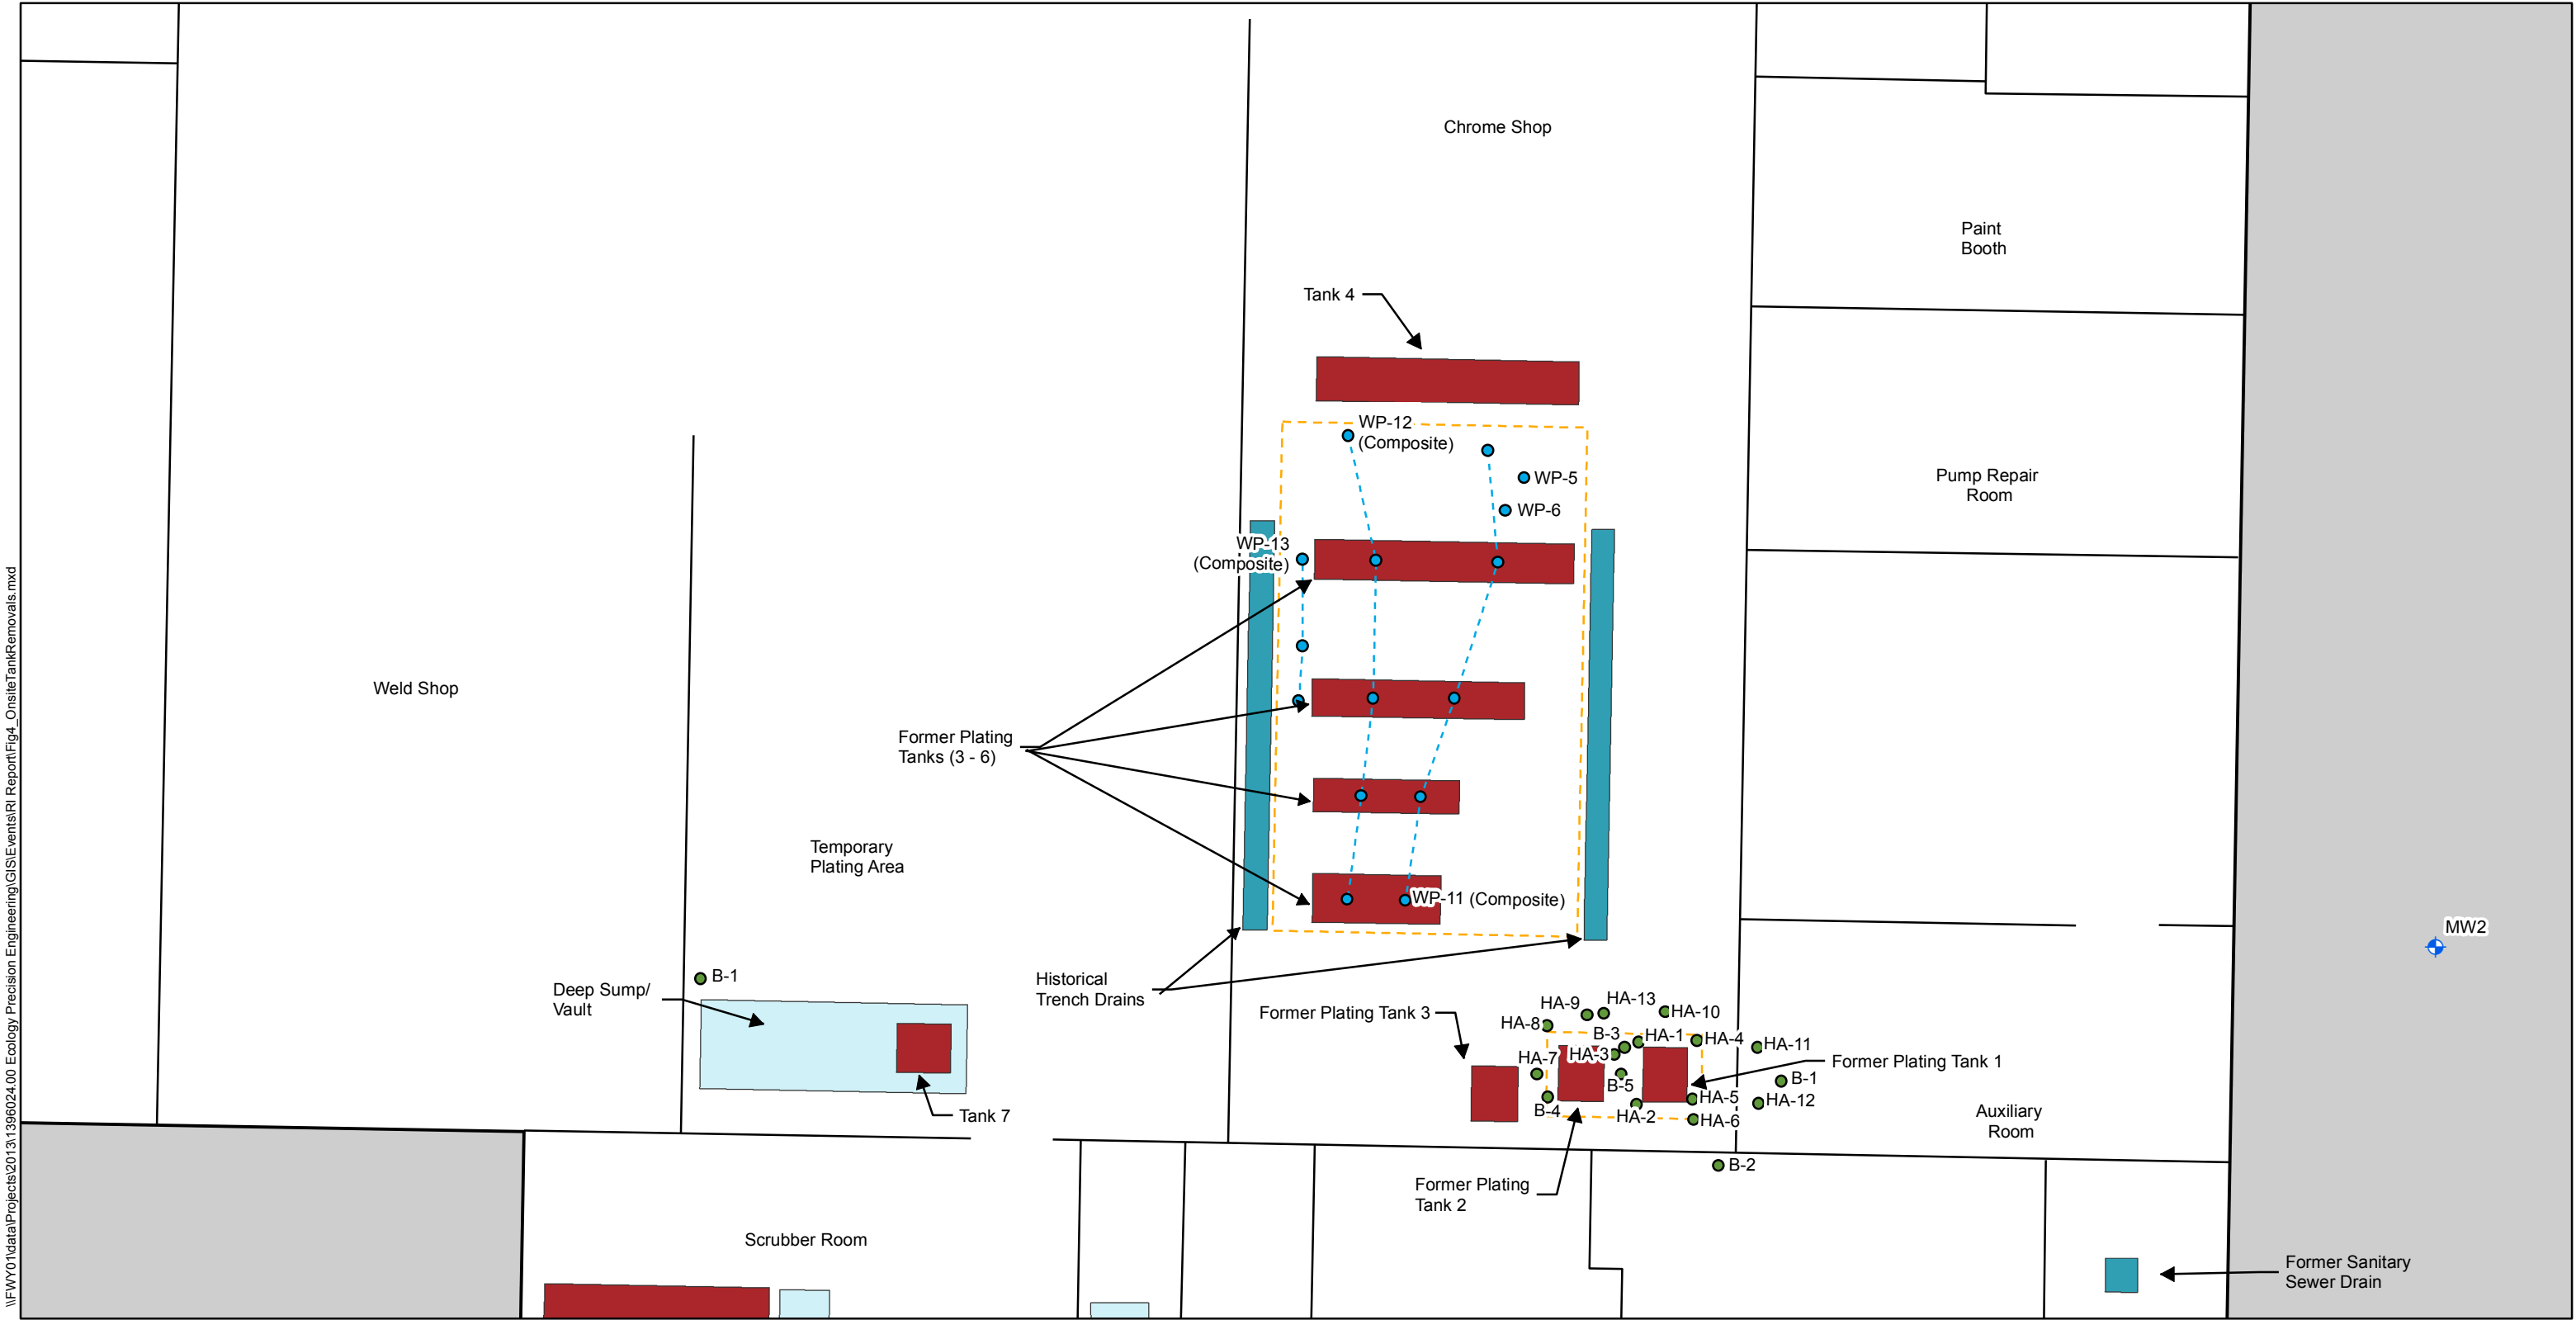 Chrome Shop
Paint
Booth
Tank 4
WP-12
(Composite)
WP-5
WP-6
Pump Repair
Room
WP-13
(Composite)
Weld Shop
Former Plating
Tanks (3 - 6)
Temporary
Plating Area
WP-11 (Composite)
MW2
B-1
Deep Sump/
Vault
Historical
Trench Drains
Tank 7
Former Plating Tank 3
HA-9
HA-13
HA-10
HA-8
B-3
HA-1
HA-4
HA-11
HA-7
HA-3
Former Plating Tank 1
B-5
B-1
HA-5
HA-12
B-4
HA-2
HA-6
Auxiliary
Room
B-2
Former Plating
Tank 2
Scrubber Room
Former Sanitary
Sewer Drain
\\FWY01\data\Projects\2013\1396024.00 Ecology Precision Engineering\GIS\Events\RI Report\Fig4_OnsiteTankRemovals.mxd